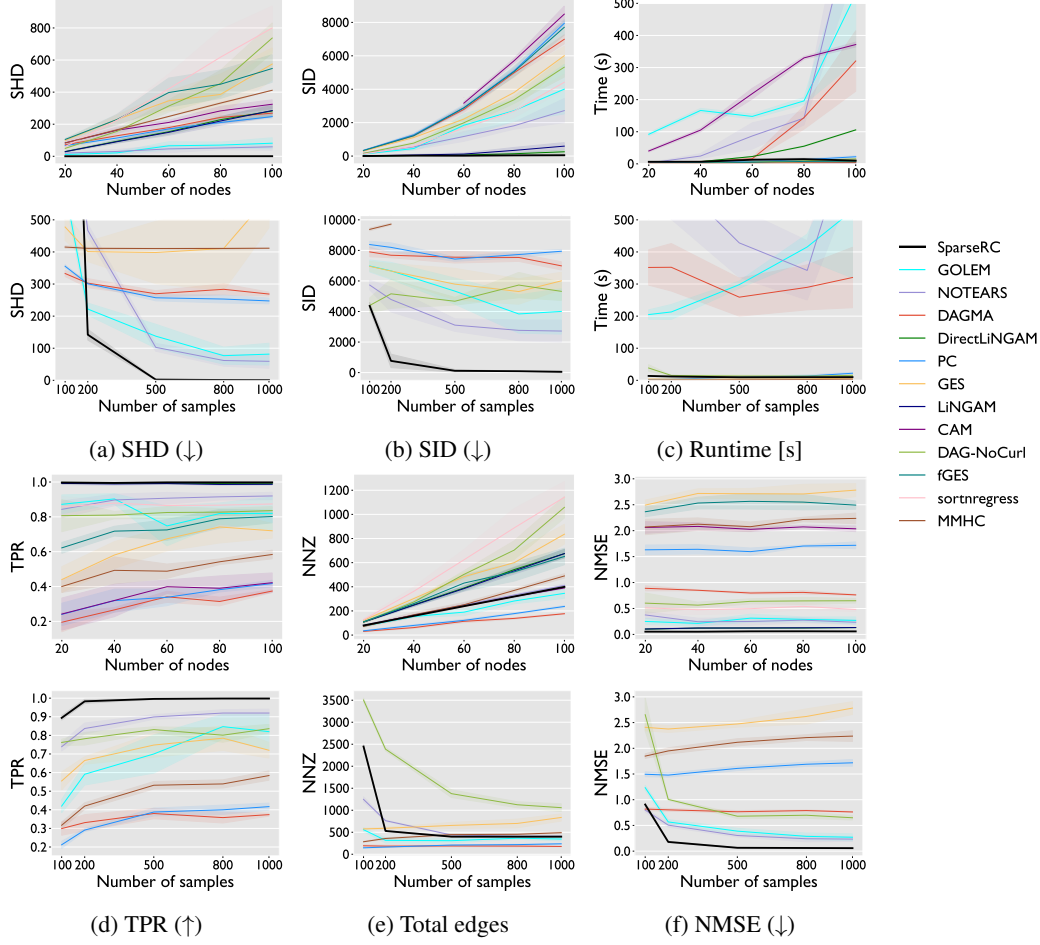 800
600
400
200
0
SHD
20 40 60 80 100
Number of nodes
8000
6000
4000
2000
0
SID
20 40 60 80 100
Number of nodes
500
400
300
200
100
0
Time (s)
20 40 60 80 100
Number of nodes
500
400
300
200
100
0
SHD
100 200 500 800 1000
Number of samples
10000
8000
6000
4000
2000
0
SID
100 200 500 800 1000
Number of samples
500
400
300
200
100
0
Time (s)
100 200 500 800 1000
Number of samples
(a) SHD (↓)
(b) SID (↓)
(c) Runtime [s]
1.0
0.8
0.6
0.4
0.2
TPR
20 40 60 80 100
Number of nodes
1200
1000
800
600
400
200
0
NNZ
20 40 60 80 100
Number of nodes
3.0
2.5
2.0
1.5
1.0
0.5
0.0
NMSE
20 40 60 80 100
Number of nodes
1.0
0.9
0.8
0.7
0.6
0.5
0.4
0.3
0.2
TPR
100 200 500 800 1000
Number of samples
3500
3000
2500
2000
1500
1000
500
0
NNZ
100 200 500 800 1000
Number of samples
3.0
2.5
2.0
1.5
1.0
0.5
0.0
NMSE
100 200 500 800 1000
Number of samples
(d) TPR (↑)
(e) Total edges
(f) NMSE (↓)
SparseRC
GOLEM
NOTEARS
DAGMA
DirectLiNGAM
PC
GES
LiNGAM
CAM
DAG-NoCurl
fGES
sortnregress
MMHC